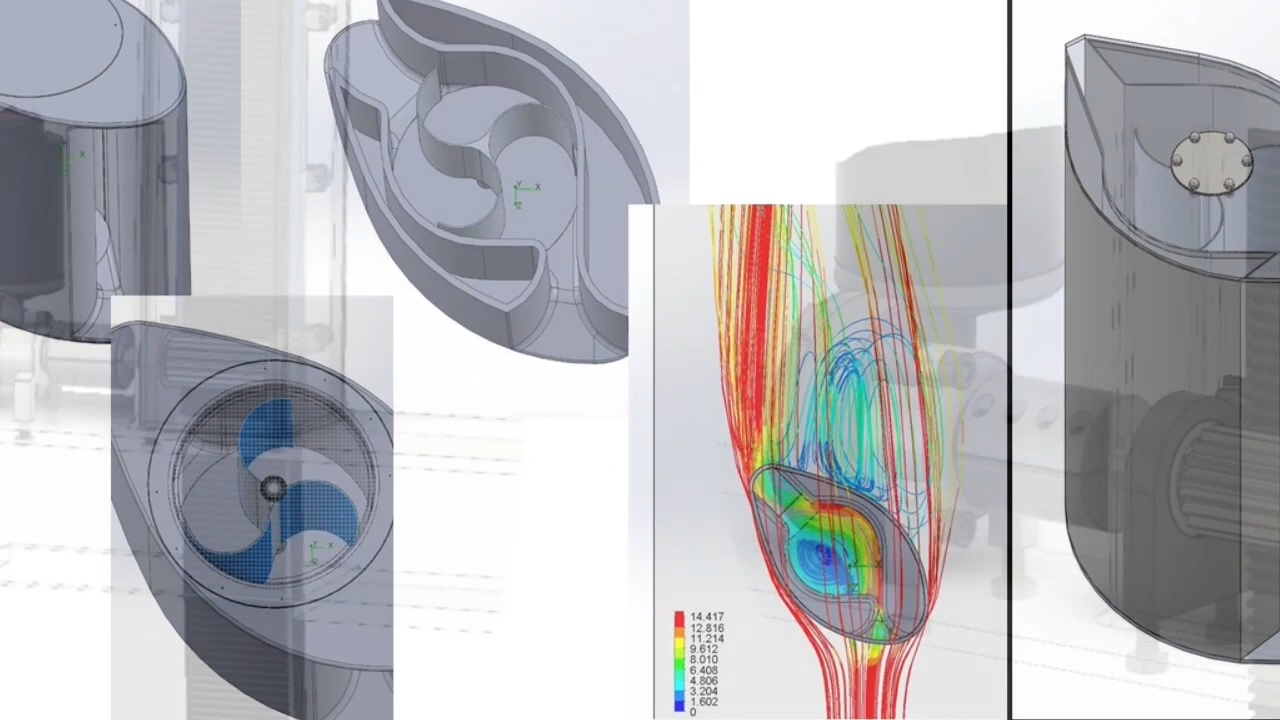 X
Y
X
Z
Y
X
Z
14.417
12.816
11.214
9.612
8.010
6.408
4.806
3.204
1.602
0